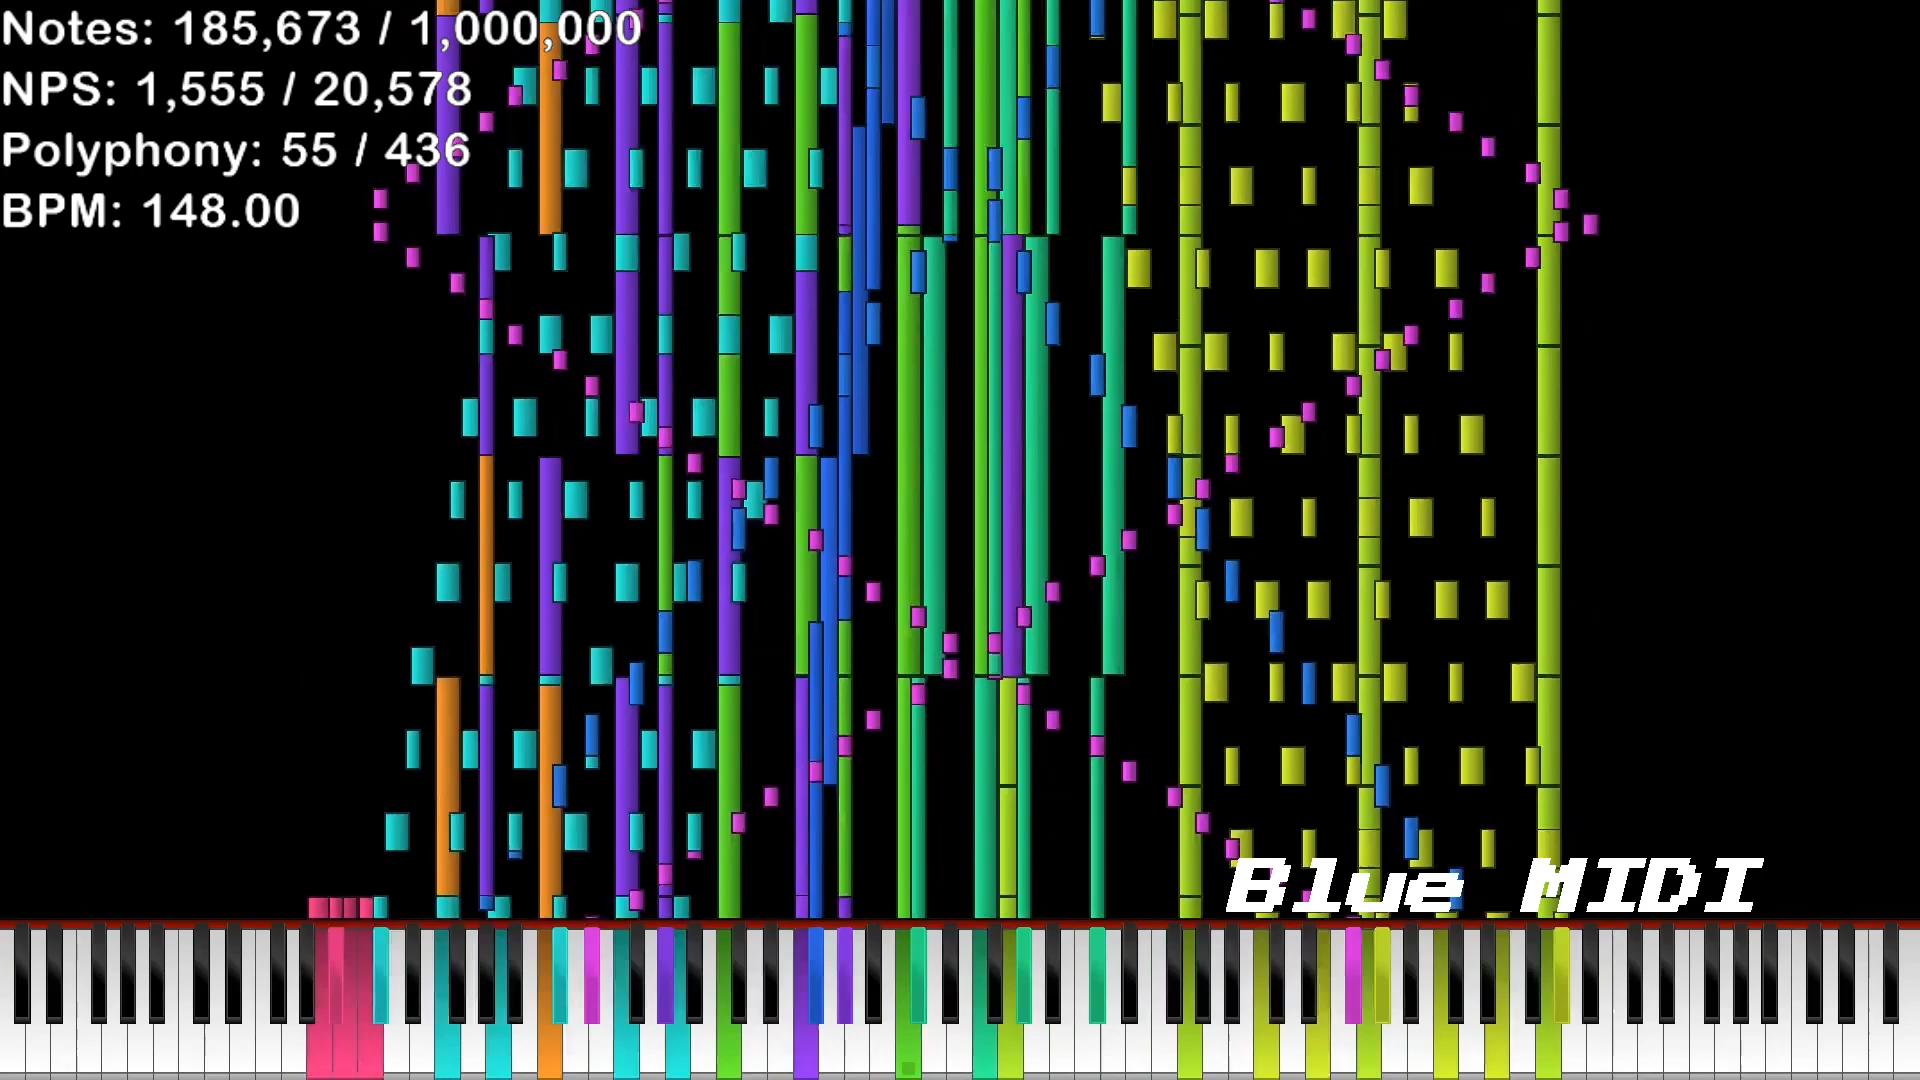 Notes: 185,673 / 1,000,000
NPS: 1,555 / 20,578
Polyphony: 55 / 436
BPM: 148.00
Blue MIDI